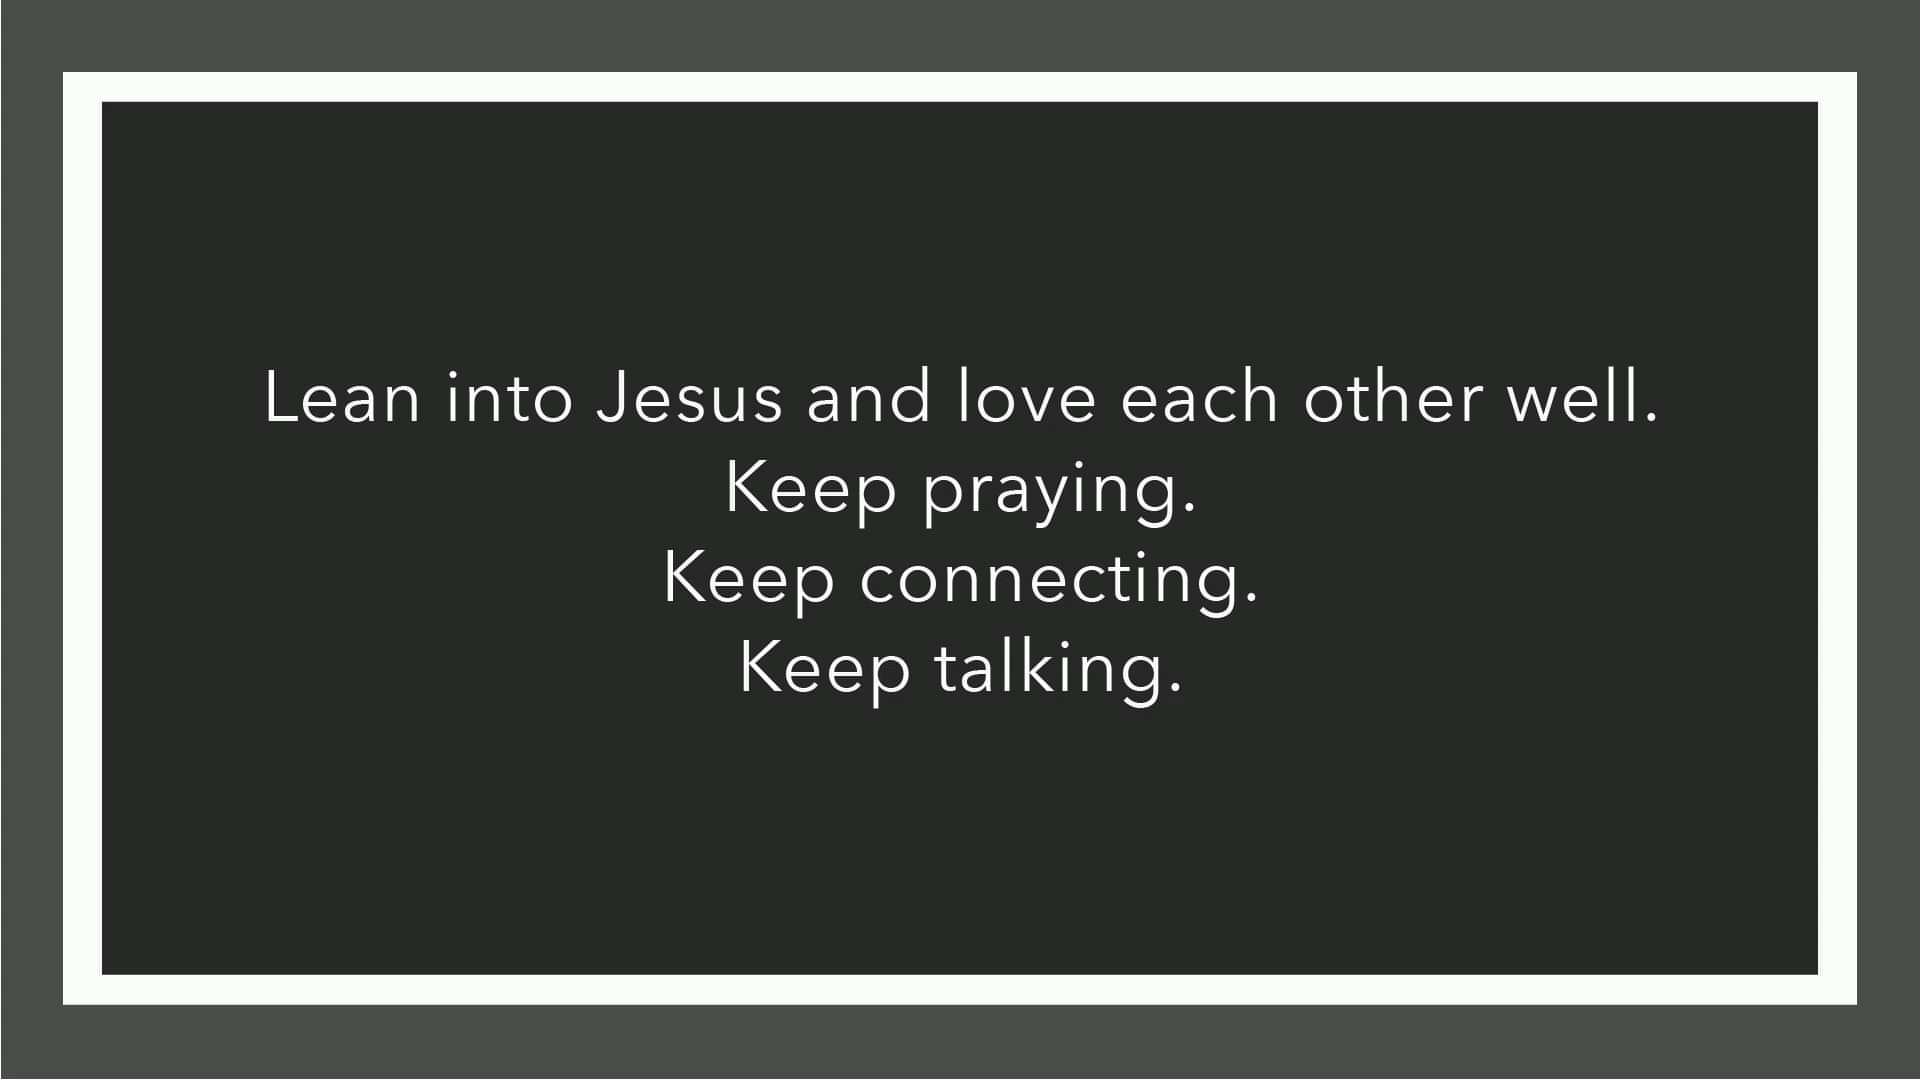 Lean into Jesus and love each other well.
Keep praying.
Keep connecting.
Keep talking.